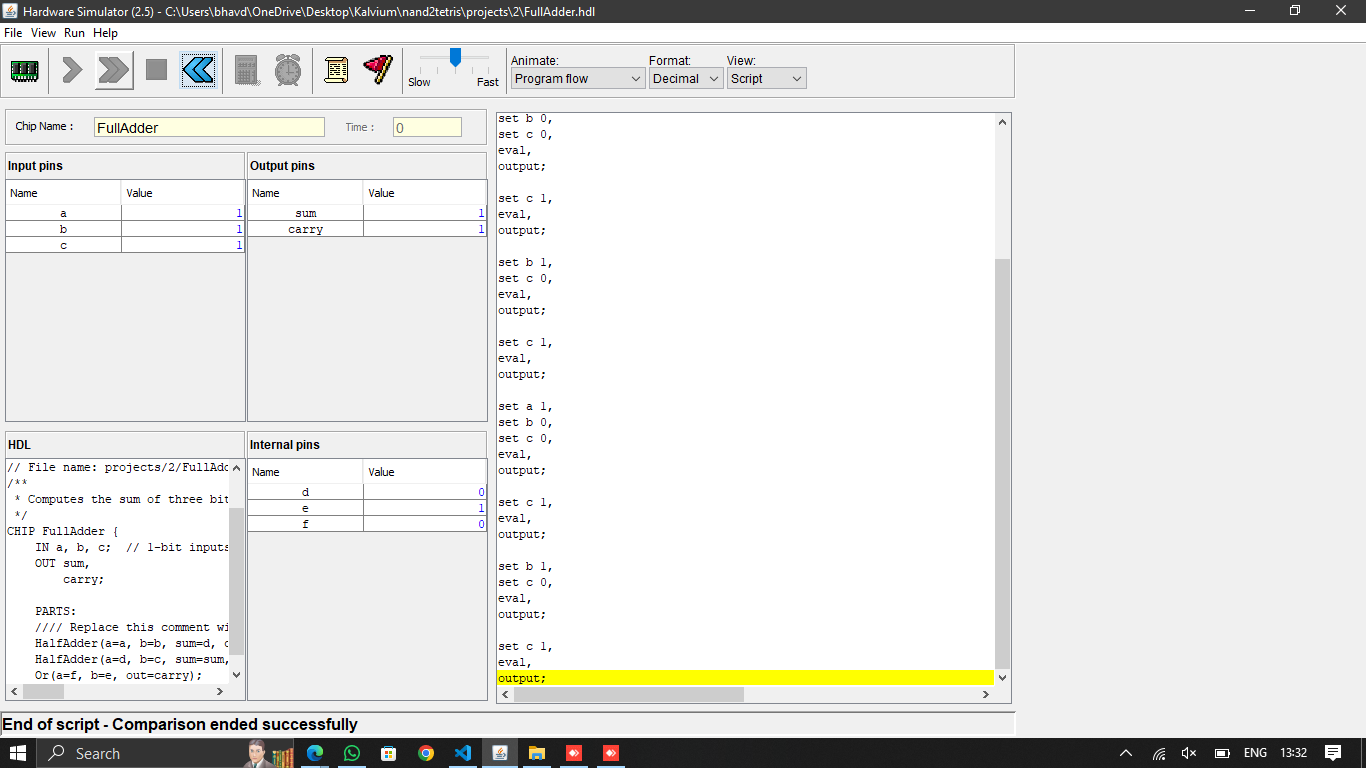 Hardware Simulator (2.5) - C:\Users\bhavd\OneDrive\Desktop\Kalvium\nand2tetris\projects\2\FullAdder.hdl
File View Run Help
Slow Fast
Animate: Format: View:
Program flow Decimal Script
Chip Name : FullAdder Time : 0
Input pins
Name Value
a 1
b 1
c 1
Output pins
Name Value
sum 1
carry 1
HDL
// File name: projects/2/FullAdd
/**
 * Computes the sum of three bit
 */
CHIP FullAdder {
    IN a, b, c;  // 1-bit inputs
    OUT sum,
        carry;
    PARTS:
    //// Replace this comment wi
    HalfAdder(a=a, b=b, sum=d, c
    HalfAdder(a=d, b=c, sum=sum,
    Or(a=f, b=e, out=carry);
Internal pins
Name Value
d 0
e 1
f 0
set b 0,
set c 0,
eval,
output;
set c 1,
eval,
output;
set b 1,
set c 0,
eval,
output;
set c 1,
eval,
output;
set a 1,
set b 0,
set c 0,
eval,
output;
set c 1,
eval,
output;
set b 1,
set c 0,
eval,
output;
set c 1,
eval,
output;
End of script - Comparison ended successfully
Search
ENG 13:32